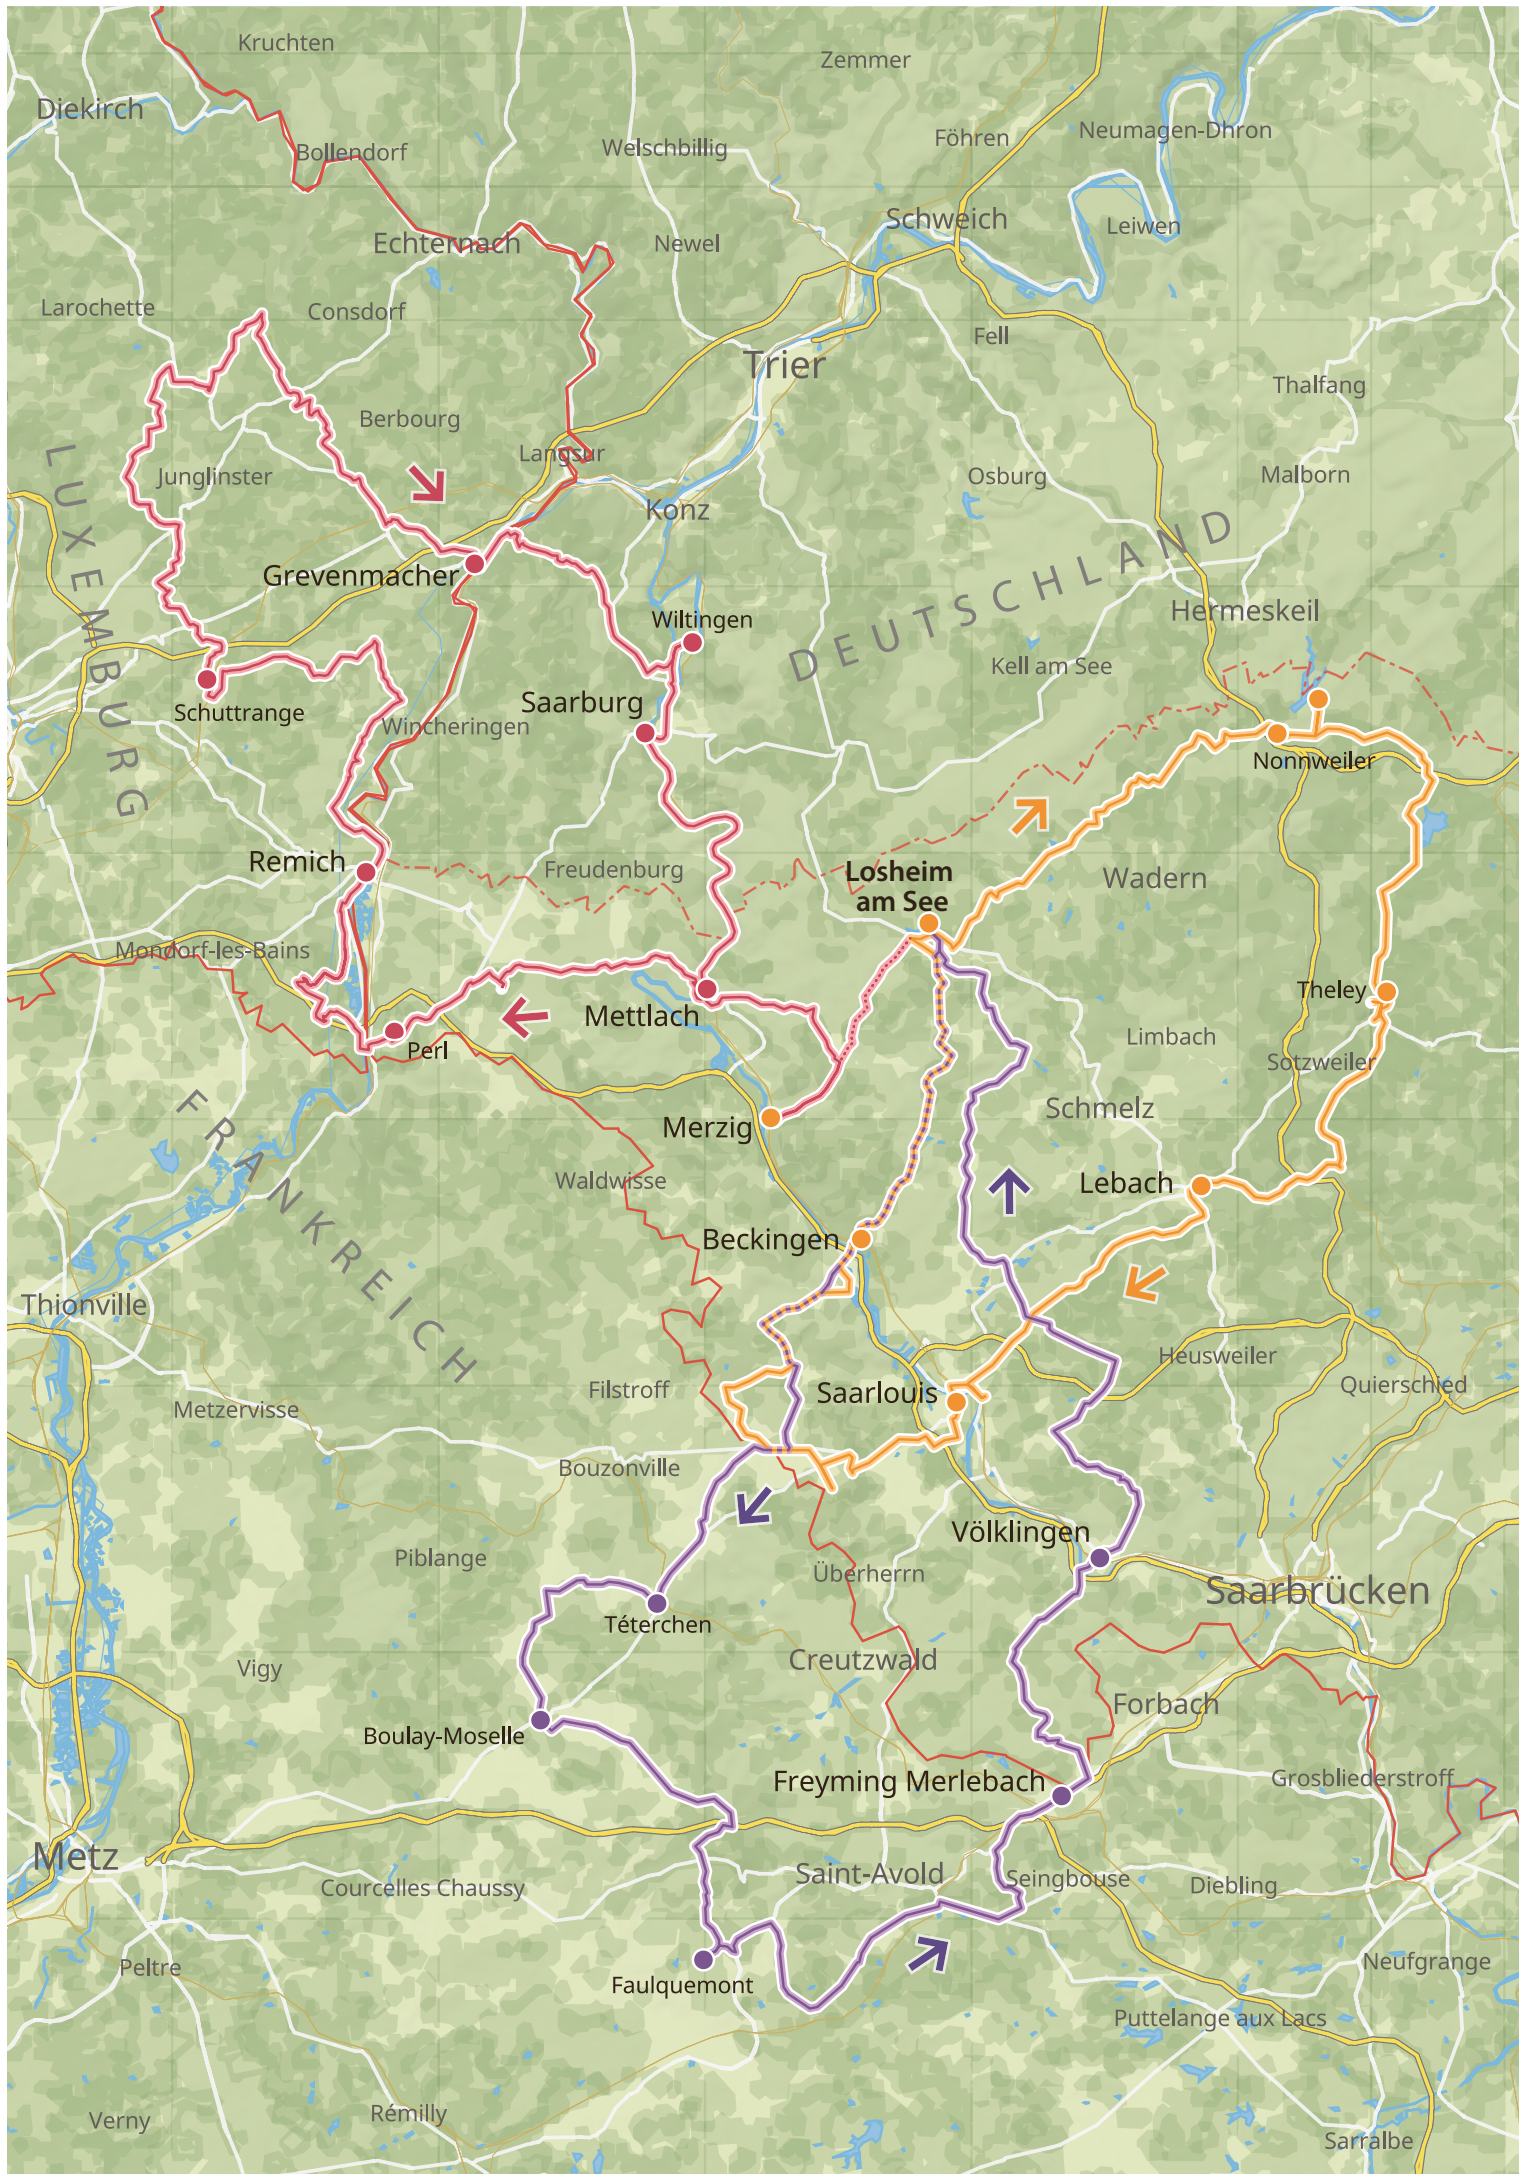 Kruchten
Zemmer
Diekirch
Neumagen-Dhron
Föhren
Welschbillig
Bollendorf
Schweich
Leiwen
Echternach
Newel
Larochette
Consdorf
Fell
Trier
Thalfang
Berbourg
Langsur
Junglinster
Osburg
Malborn
Konz
LUXEMBURG
DEUTSCHLAND
Grevenmacher
Hermeskeil
Wiltingen
Kell am See
Saarburg
Schuttrange
Wincheringen
Nonnweiler
Remich
Freudenburg
Losheim
am See
Wadern
Mondorf-les-Bains
Theley
Mettlach
Limbach
Perl
Sotzweiler
FRANKREICH
Schmelz
Merzig
Waldwisse
Lebach
Beckingen
Thionville
Heusweiler
Filstroff
Saarlouis
Quierschied
Metzervisse
Bouzonville
Völklingen
Piblange
Überherrn
Saarbrücken
Téterchen
Creutzwald
Vigy
Forbach
Boulay-Moselle
Freyming Merlebach
Grosbliederstroff
Metz
Saint-Avold
Seingbouse
Diebling
Courcelles Chaussy
Peltre
Neufgrange
Faulquemont
Puttelange aux Lacs
Rémilly
Verny
Sarralbe